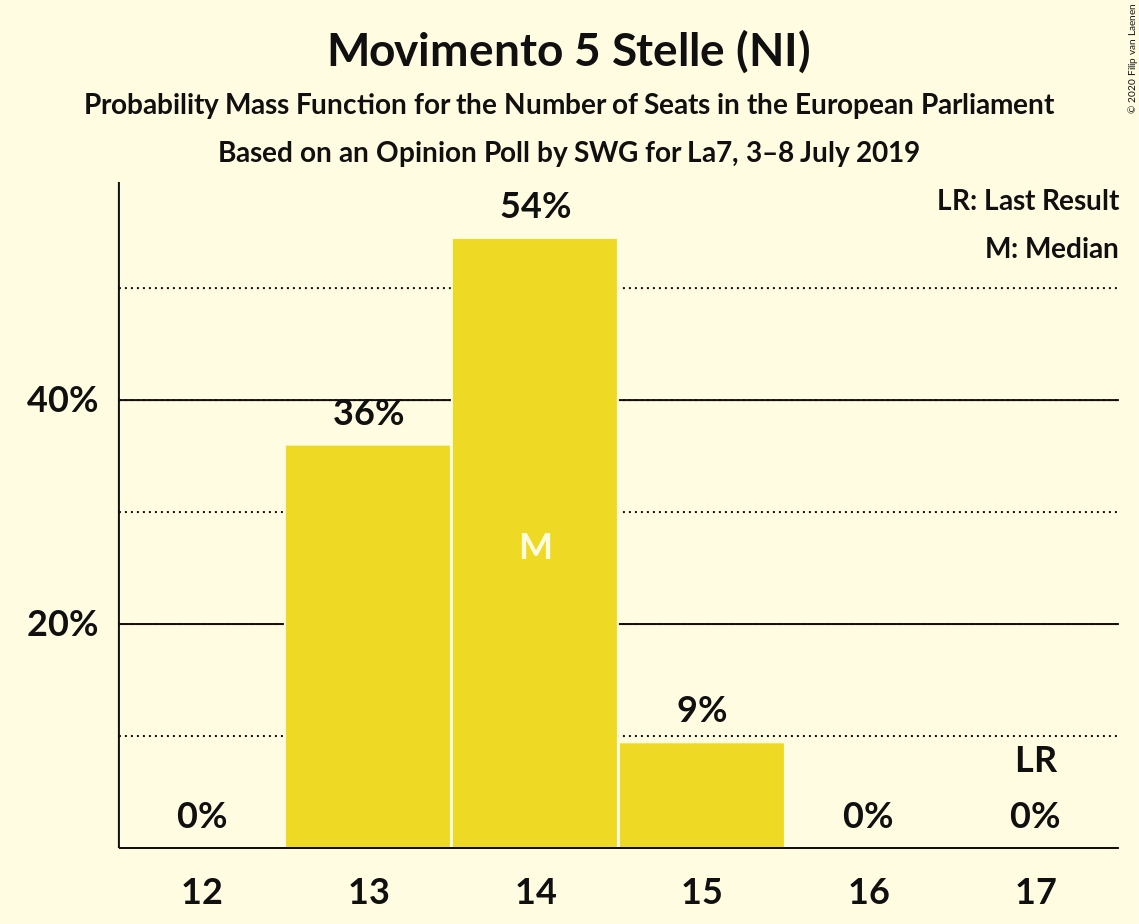 Movimento 5 Stelle (NI)
Probability Mass Function for the Number of Seats in the European Parliament
Based on an Opinion Poll by SWG for La7, 3–8 July 2019
© 2020 Filip van Laenen
LR: Last Result
M: Median
54%
40%
36%
M
20%
9%
LR
0%
0%
0%
12
13
14
15
16
17